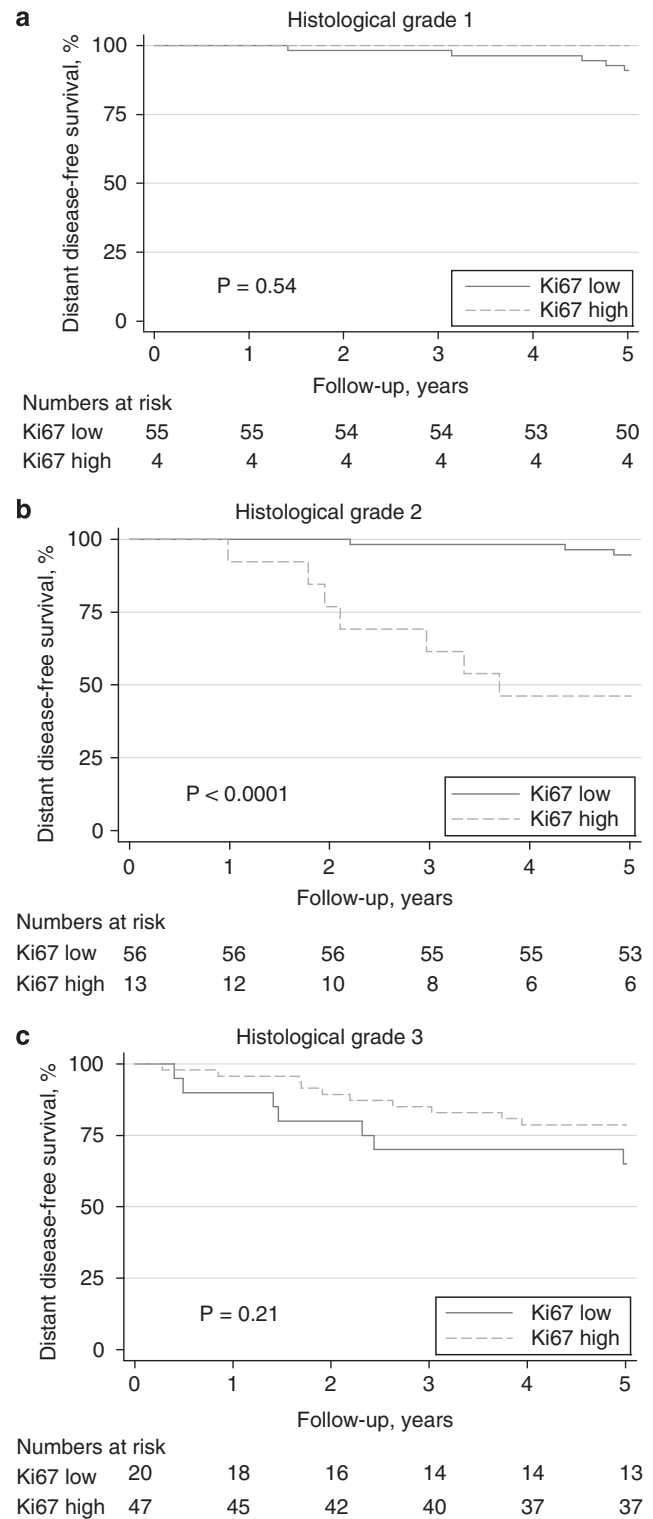 a
Histological grade 1
Distant disease-free survival, %
100
75
50
25
0
P = 0.54
Ki67 low
Ki67 high
0 1 2 3 4 5
Follow-up, years
Numbers at risk
Ki67 low 55 55 54 54 53 50
Ki67 high 4 4 4 4 4 4
b
Histological grade 2
Distant disease-free survival, %
100
75
50
25
0
P < 0.0001
Ki67 low
Ki67 high
0 1 2 3 4 5
Follow-up, years
Numbers at risk
Ki67 low 56 56 56 55 55 53
Ki67 high 13 12 10 8 6 6
c
Histological grade 3
Distant disease-free survival, %
100
75
50
25
0
P = 0.21
Ki67 low
Ki67 high
0 1 2 3 4 5
Follow-up, years
Numbers at risk
Ki67 low 20 18 16 14 14 13
Ki67 high 47 45 42 40 37 37